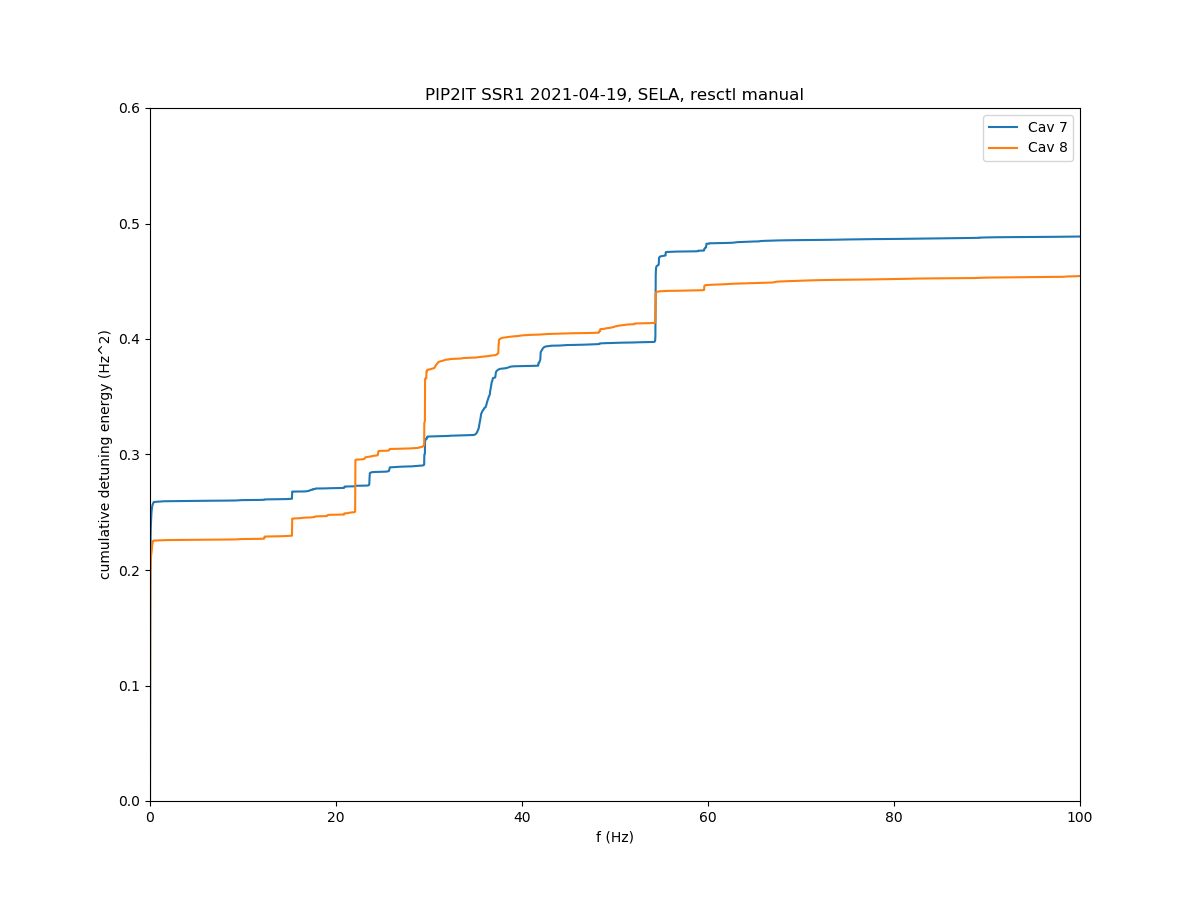 PIP2IT SSR1 2021-04-19, SELA, resctl manual
0.6
0.5
0.4
0.3
0.2
0.1
0.0
cumulative detuning energy (Hz^2)
Cav 7
Cav 8
0 20 40 60 80 100
f (Hz)